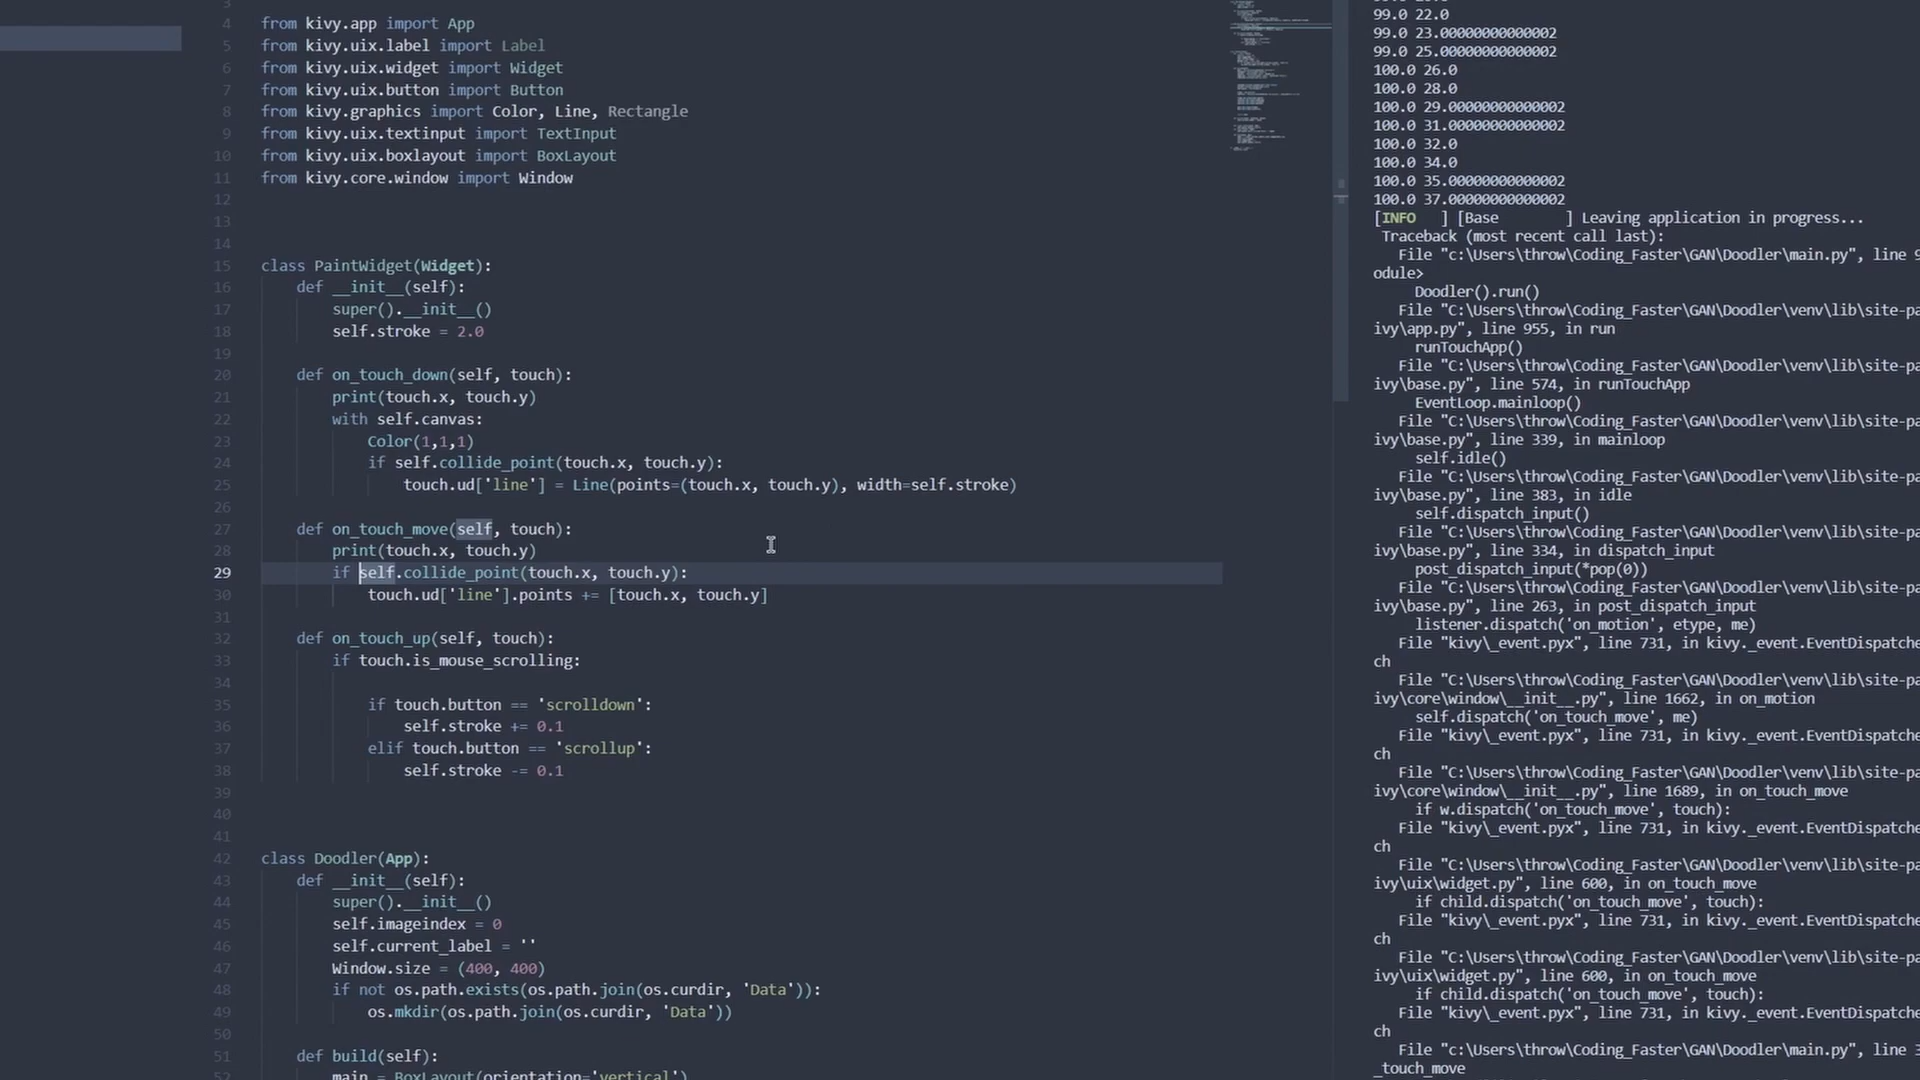 3
4 from kivy.app import App
5 from kivy.uix.label import Label
6 from kivy.uix.widget import Widget
7 from kivy.uix.button import Button
8 from kivy.graphics import Color, Line, Rectangle
9 from kivy.uix.textinput import TextInput
10 from kivy.uix.boxlayout import BoxLayout
11 from kivy.core.window import Window
12
13
14
15 class PaintWidget(Widget):
16 def __init__(self):
17 super().__init__()
18 self.stroke = 2.0
19
20 def on_touch_down(self, touch):
21 print(touch.x, touch.y)
22 with self.canvas:
23 Color(1,1,1)
24 if self.collide_point(touch.x, touch.y):
25 touch.ud['line'] = Line(points=(touch.x, touch.y), width=self.stroke)
26
27 def on_touch_move(self, touch):
28 print(touch.x, touch.y)
29 if self.collide_point(touch.x, touch.y):
30 touch.ud['line'].points += [touch.x, touch.y]
31
32 def on_touch_up(self, touch):
33 if touch.is_mouse_scrolling:
34
35 if touch.button == 'scrolldown':
36 self.stroke += 0.1
37 elif touch.button == 'scrollup':
38 self.stroke -= 0.1
39
40
41
42 class Doodler(App):
43 def __init__(self):
44 super().__init__()
45 self.imageindex = 0
46 self.current_label = ''
47 Window.size = (400, 400)
48 if not os.path.exists(os.path.join(os.curdir, 'Data')):
49 os.mkdir(os.path.join(os.curdir, 'Data'))
50
51 def build(self):
52 main = BoxLayout(orientation='vertical')
99.0 22.0
99.0 23.00000000000002
99.0 25.00000000000002
100.0 26.0
100.0 28.0
100.0 29.00000000000002
100.0 31.00000000000002
100.0 32.0
100.0 34.0
100.0 35.00000000000002
100.0 37.00000000000002
[INFO   ] [Base        ] Leaving application in progress...
Traceback (most recent call last):
File "c:\Users\throw\Coding_Faster\GAN\Doodler\main.py", line 9
odule>
Doodler().run()
File "C:\Users\throw\Coding_Faster\GAN\Doodler\venv\lib\site-pa
ivy\app.py", line 955, in run
runTouchApp()
File "C:\Users\throw\Coding_Faster\GAN\Doodler\venv\lib\site-pa
ivy\base.py", line 574, in runTouchApp
EventLoop.mainloop()
File "C:\Users\throw\Coding_Faster\GAN\Doodler\venv\lib\site-pa
ivy\base.py", line 339, in mainloop
self.idle()
File "C:\Users\throw\Coding_Faster\GAN\Doodler\venv\lib\site-pa
ivy\base.py", line 383, in idle
self.dispatch_input()
File "C:\Users\throw\Coding_Faster\GAN\Doodler\venv\lib\site-pa
ivy\base.py", line 334, in dispatch_input
post_dispatch_input(*pop(0))
File "C:\Users\throw\Coding_Faster\GAN\Doodler\venv\lib\site-pa
ivy\base.py", line 263, in post_dispatch_input
listener.dispatch('on_motion', etype, me)
File "kivy\_event.pyx", line 731, in kivy._event.EventDispatche
ch
File "C:\Users\throw\Coding_Faster\GAN\Doodler\venv\lib\site-pa
ivy\core\window\__init__.py", line 1662, in on_motion
self.dispatch('on_touch_move', me)
File "kivy\_event.pyx", line 731, in kivy._event.EventDispatche
ch
File "C:\Users\throw\Coding_Faster\GAN\Doodler\venv\lib\site-pa
ivy\core\window\__init__.py", line 1689, in on_touch_move
if w.dispatch('on_touch_move', touch):
File "kivy\_event.pyx", line 731, in kivy._event.EventDispatche
ch
File "C:\Users\throw\Coding_Faster\GAN\Doodler\venv\lib\site-pa
ivy\uix\widget.py", line 600, in on_touch_move
if child.dispatch('on_touch_move', touch):
File "kivy\_event.pyx", line 731, in kivy._event.EventDispatche
ch
File "C:\Users\throw\Coding_Faster\GAN\Doodler\venv\lib\site-pa
ivy\uix\widget.py", line 600, in on_touch_move
if child.dispatch('on_touch_move', touch):
File "kivy\_event.pyx", line 731, in kivy._event.EventDispatche
ch
File "c:\Users\throw\Coding_Faster\GAN\Doodler\main.py", line 3
_touch_move